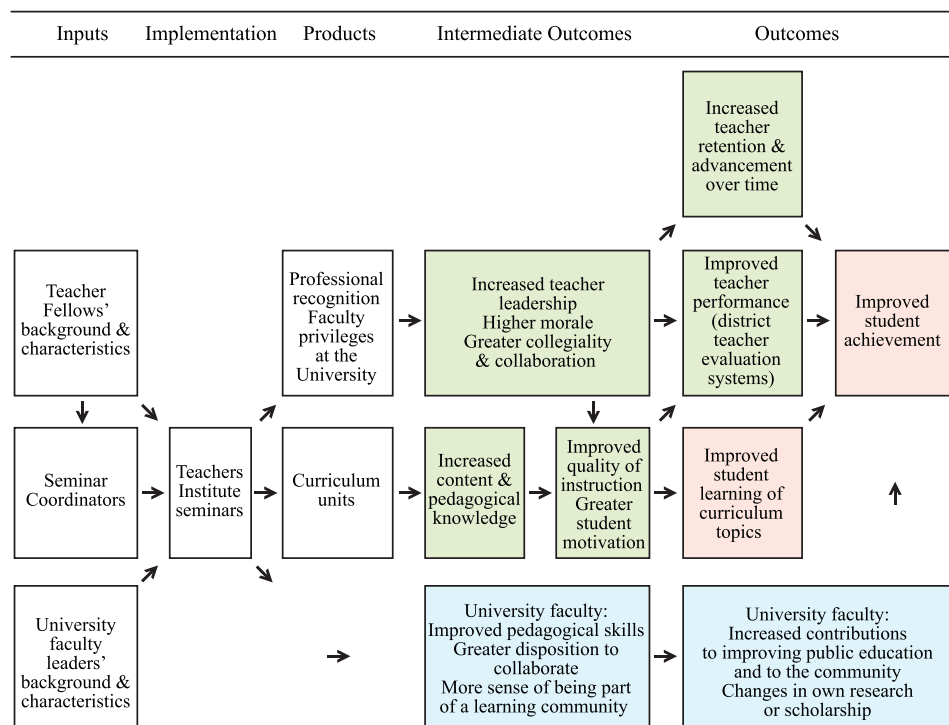 Inputs Implementation Products Intermediate Outcomes Outcomes
Increased
teacher
retention &
advancement
over time
Teacher
Fellows’
background &
characteristics
Professional
recognition
Faculty
privileges
at the
University
Increased teacher
leadership
Higher morale
Greater collegiality
& collaboration
Improved
teacher
performance
(district
teacher
evaluation
systems)
Improved
student
achievement
Seminar
Coordinators
Teachers
Institute
seminars
Curriculum
units
Increased
content &
pedagogical
knowledge
Improved
quality of
instruction
Greater
student
motivation
Improved
student
learning of
curriculum
topics
University
faculty
leaders’
background &
characteristics
University faculty:
Improved pedagogical skills
Greater disposition to
collaborate
More sense of being part
of a learning community
University faculty:
Increased contributions
to improving public education
and to the community
Changes in own research
or scholarship